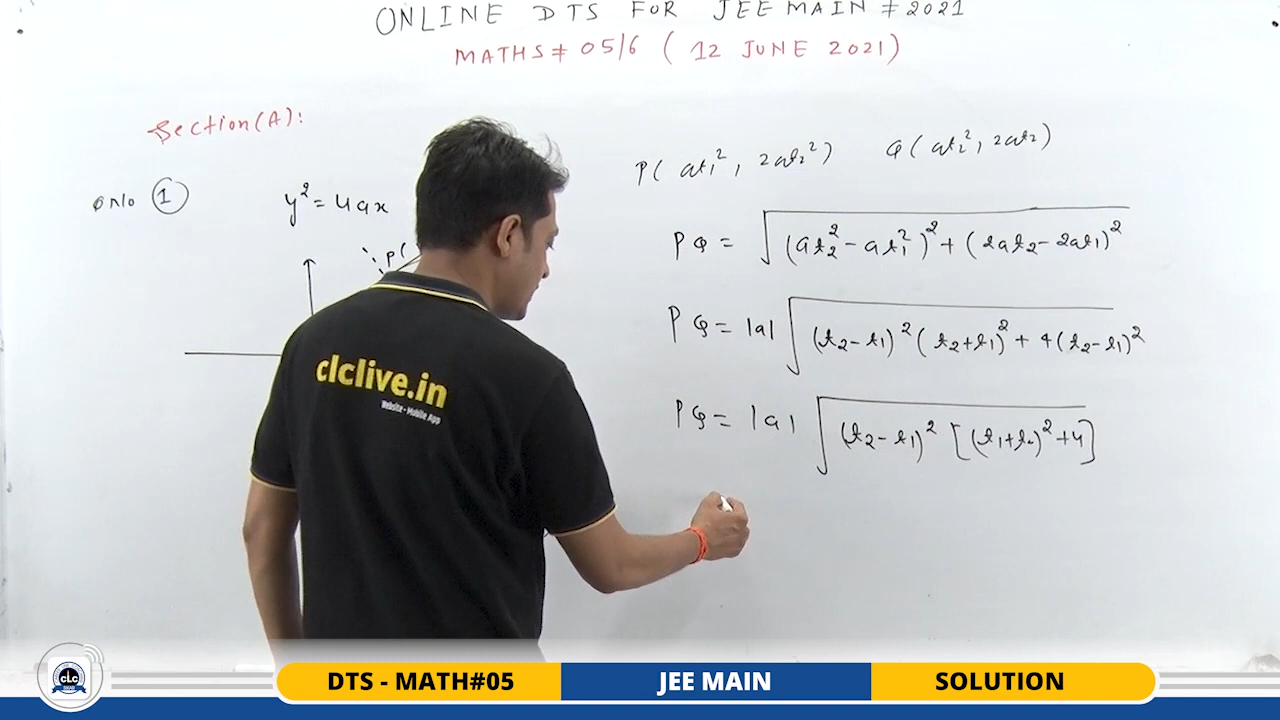 ONLINE DTS FOR JEE MAIN # 2021
MATHS # 05/6 ( 12 JUNE 2021 )
Section (A):
Q No 1
y² = 4ax
P(
P( at₁², 2at₂² ) Q( at₂², 2at₂ )
PQ = √( (at₂² - at₁²)² + (2at₂ - 2at₁)² )
PQ = |a| √( (t₂ - t₁)² (t₂ + t₁)² + 4(t₂ - t₁)² )
PQ = |a| √( (t₂ - t₁)² [(t₁ + t₂)² + 4] )
clclive.in
Website - Mobile App
CLC
SIKAR
DTS - MATH#05 JEE MAIN SOLUTION